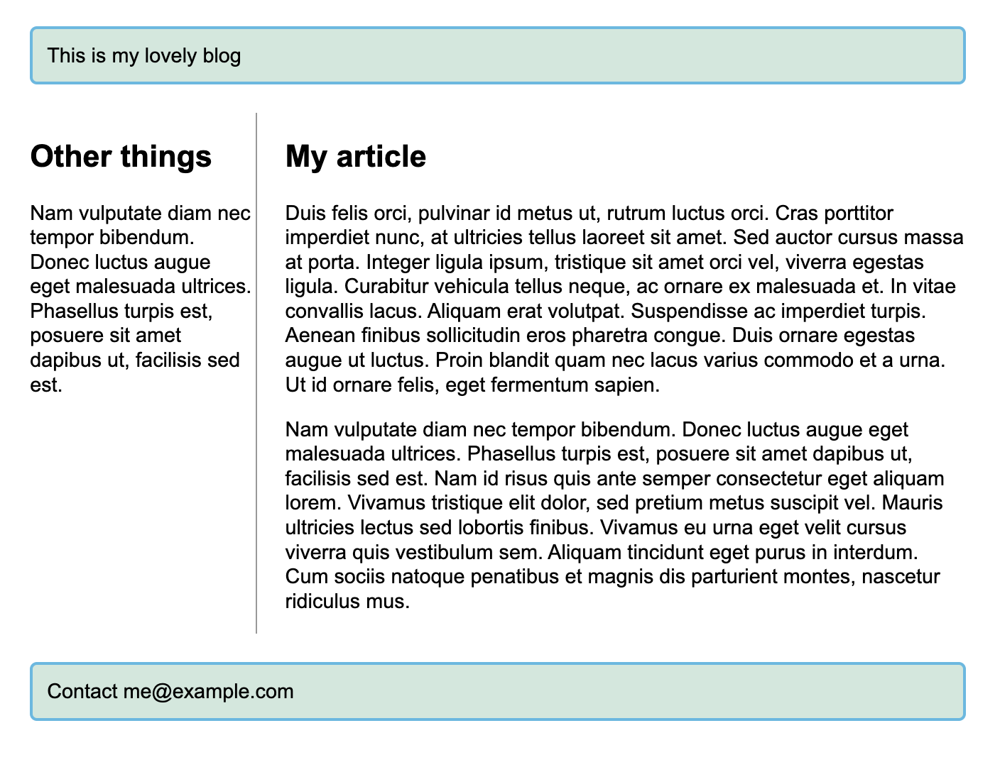 This is my lovely blog
Other things
Nam vulputate diam nec
tempor bibendum.
Donec luctus augue
eget malesuada ultrices.
Phasellus turpis est,
posuere sit amet
dapibus ut, facilisis sed
est.
My article
Duis felis orci, pulvinar id metus ut, rutrum luctus orci. Cras porttitor
imperdiet nunc, at ultricies tellus laoreet sit amet. Sed auctor cursus massa
at porta. Integer ligula ipsum, tristique sit amet orci vel, viverra egestas
ligula. Curabitur vehicula tellus neque, ac ornare ex malesuada et. In vitae
convallis lacus. Aliquam erat volutpat. Suspendisse ac imperdiet turpis.
Aenean finibus sollicitudin eros pharetra congue. Duis ornare egestas
augue ut luctus. Proin blandit quam nec lacus varius commodo et a urna.
Ut id ornare felis, eget fermentum sapien.
Nam vulputate diam nec tempor bibendum. Donec luctus augue eget
malesuada ultrices. Phasellus turpis est, posuere sit amet dapibus ut,
facilisis sed est. Nam id risus quis ante semper consectetur eget aliquam
lorem. Vivamus tristique elit dolor, sed pretium metus suscipit vel. Mauris
ultricies lectus sed lobortis finibus. Vivamus eu urna eget velit cursus
viverra quis vestibulum sem. Aliquam tincidunt eget purus in interdum.
Cum sociis natoque penatibus et magnis dis parturient montes, nascetur
ridiculus mus.
Contact me@example.com